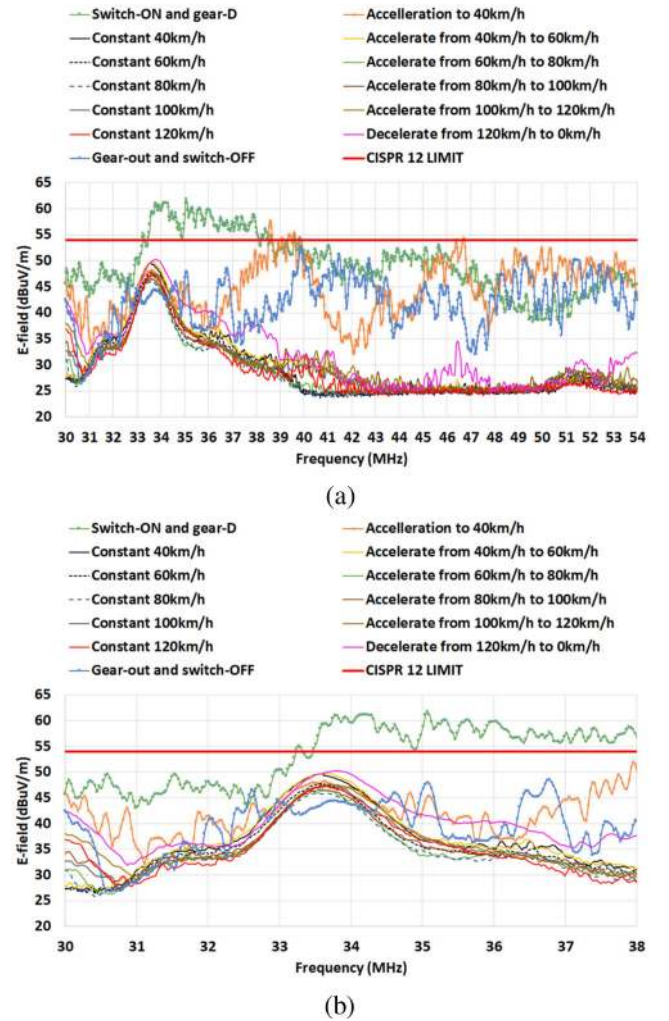 Switch-ON and gear-D Accelleration to 40km/h
Constant 40km/h Accelerate from 40km/h to 60km/h
Constant 60km/h Accelerate from 60km/h to 80km/h
Constant 80km/h Accelerate from 80km/h to 100km/h
Constant 100km/h Accelerate from 100km/h to 120km/h
Constant 120km/h Decelerate from 120km/h to 0km/h
Gear-out and switch-OFF CISPR 12 LIMIT
65
60
55
50
45
40
35
30
25
20
E-field (dBuV/m)
30 31 32 33 34 35 36 37 38 39 40 41 42 43 44 45 46 47 48 49 50 51 52 53 54
Frequency (MHz)
(a)
Switch-ON and gear-D Accelleration to 40km/h
Constant 40km/h Accelerate from 40km/h to 60km/h
Constant 60km/h Accelerate from 60km/h to 80km/h
Constant 80km/h Accelerate from 80km/h to 100km/h
Constant 100km/h Accelerate from 100km/h to 120km/h
Constant 120km/h Decelerate from 120km/h to 0km/h
Gear-out and switch-OFF CISPR 12 LIMIT
65
60
55
50
45
40
35
30
25
20
E-field (dBuV/m)
30 31 32 33 34 35 36 37 38
Frequency (MHz)
(b)